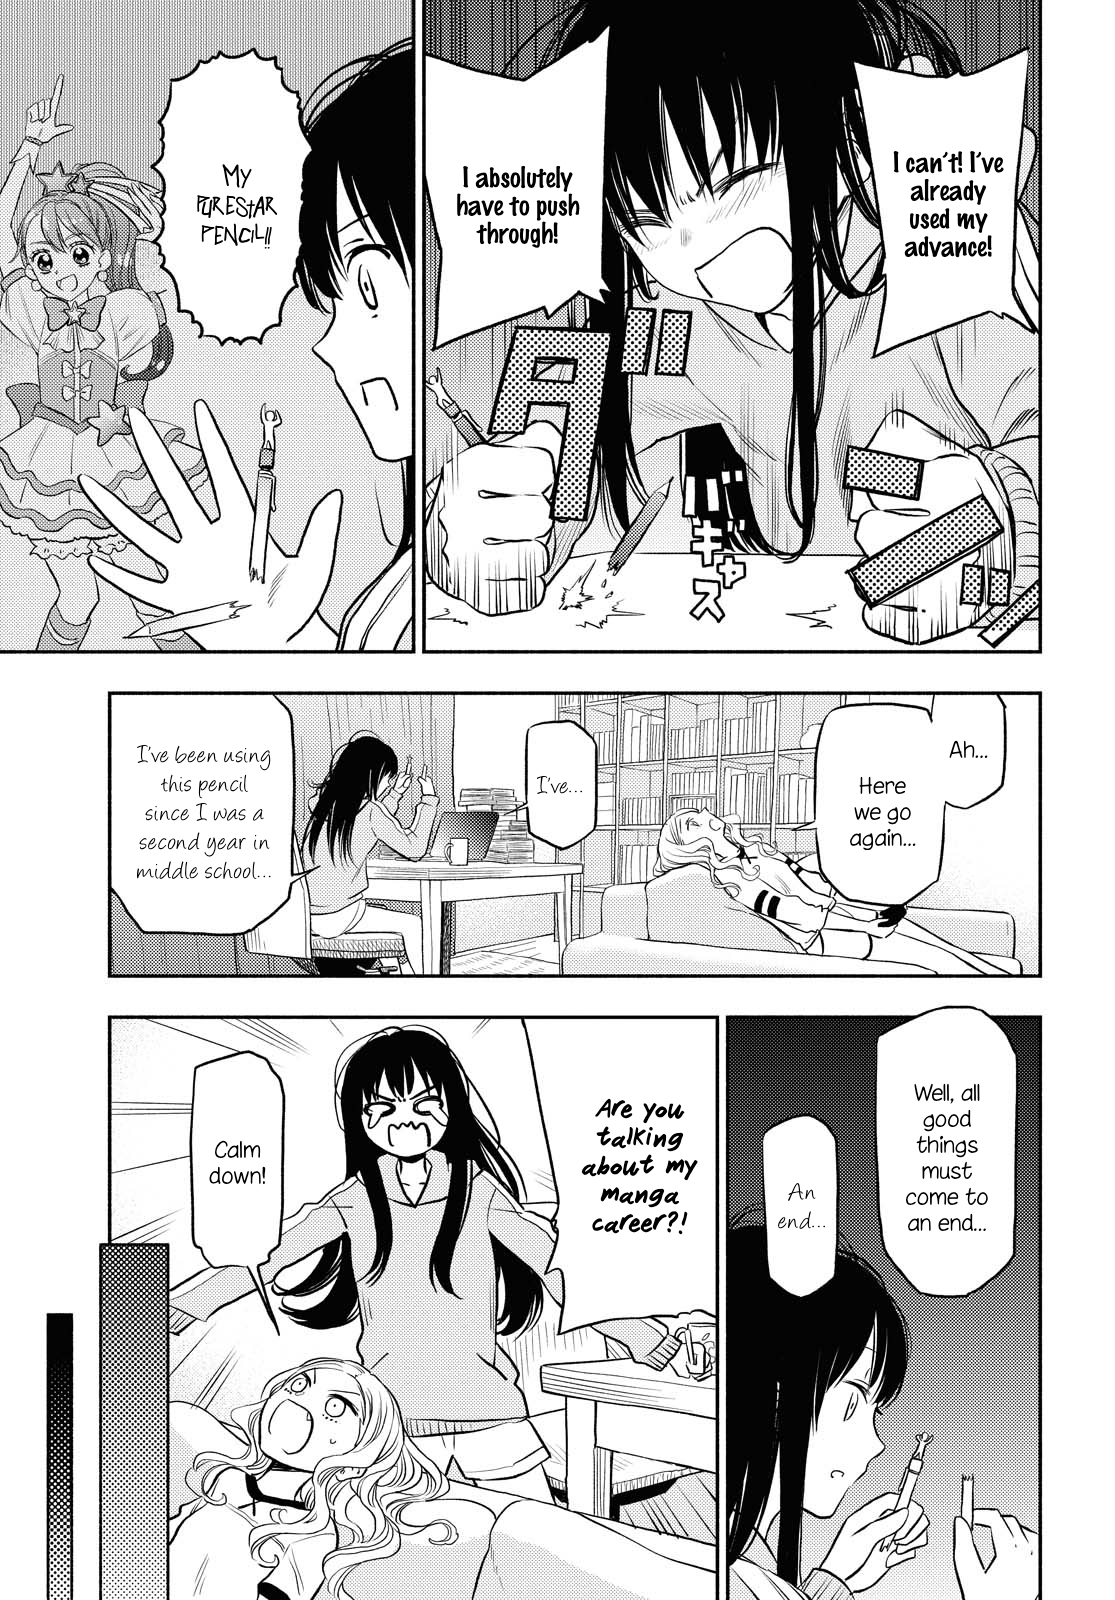 I can't! I've
already
used my
advance!
I absolutely
have to push
through!
ダ
バギャス
My
PureStar
Pencil!!
Ah...
Here
we go
again...
I've...
I've been using
this pencil
since I was a
second year in
middle school...
Well, all
good
things
must
come to
an end...
An
end...
Are you
talking
about my
manga
career?!
Calm
down!